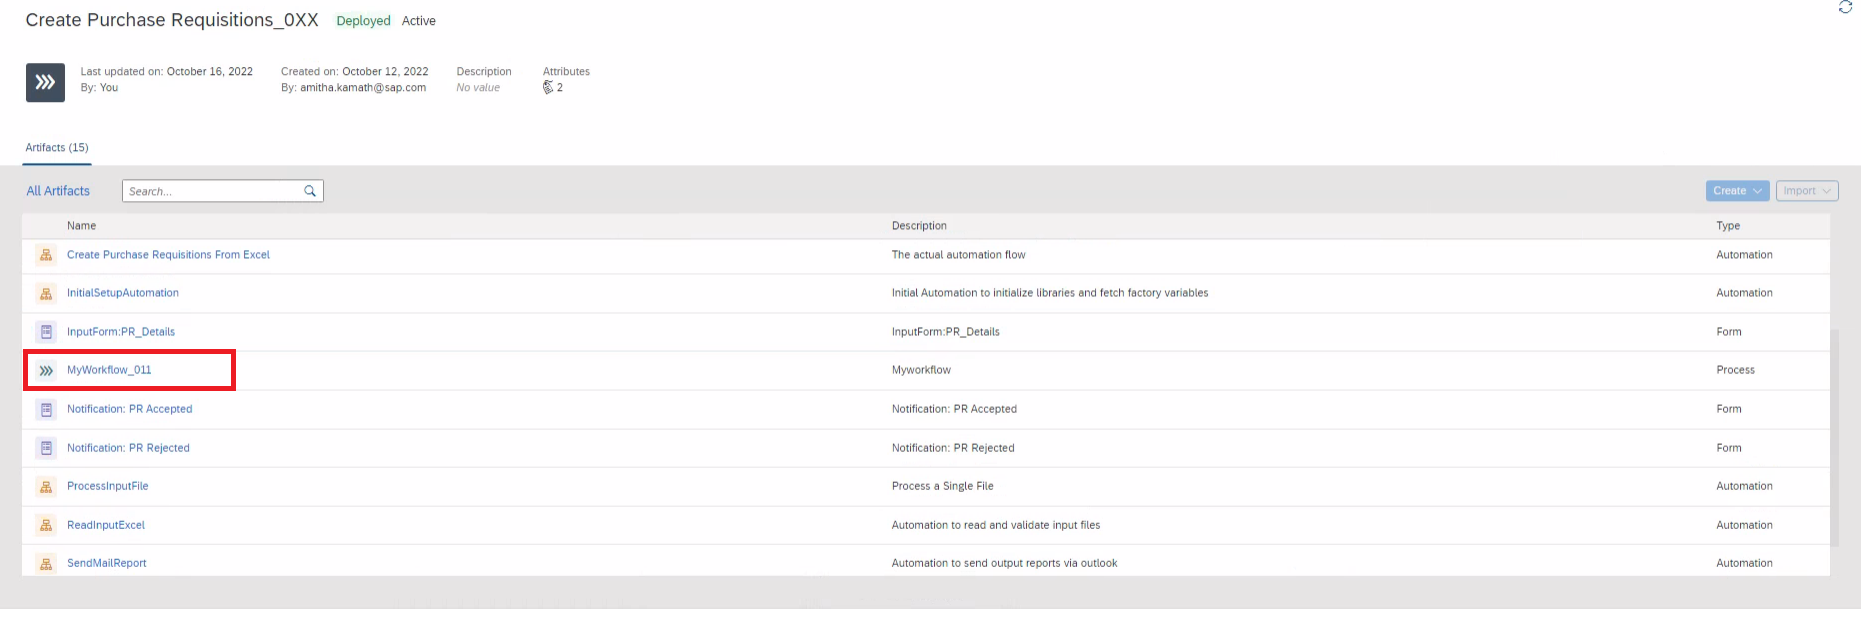 Create Purchase Requisitions_0XX Deployed Active
Last updated on: October 16, 2022 Created on: October 12, 2022 Description Attributes
By: You By: amitha.kamath@sap.com No value 2
Artifacts (15)
All Artifacts Search... Create Import
Name Description Type
Create Purchase Requisitions From Excel The actual automation flow Automation
InitialSetupAutomation Initial Automation to initialize libraries and fetch factory variables Automation
InputForm:PR_Details InputForm:PR_Details Form
MyWorkflow_011 Myworkflow Process
Notification: PR Accepted Notification: PR Accepted Form
Notification: PR Rejected Notification: PR Rejected Form
ProcessInputFile Process a Single File Automation
ReadInputExcel Automation to read and validate input files Automation
SendMailReport Automation to send output reports via outlook Automation